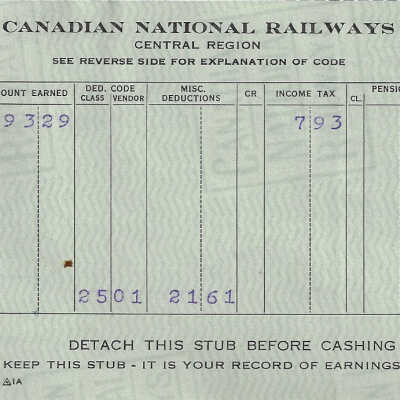 CANADIAN NATIONAL RAILWAYS
CENTRAL REGION
SEE REVERSE SIDE FOR EXPLANATION OF CODE
OUNT EARNED DED. CODE CLASS VENDOR MISC. DEDUCTIONS CR INCOME TAX CL. PENSI
93 29 7 93
25 01 21 61
DETACH THIS STUB BEFORE CASHING
KEEP THIS STUB - IT IS YOUR RECORD OF EARNINGS
1A